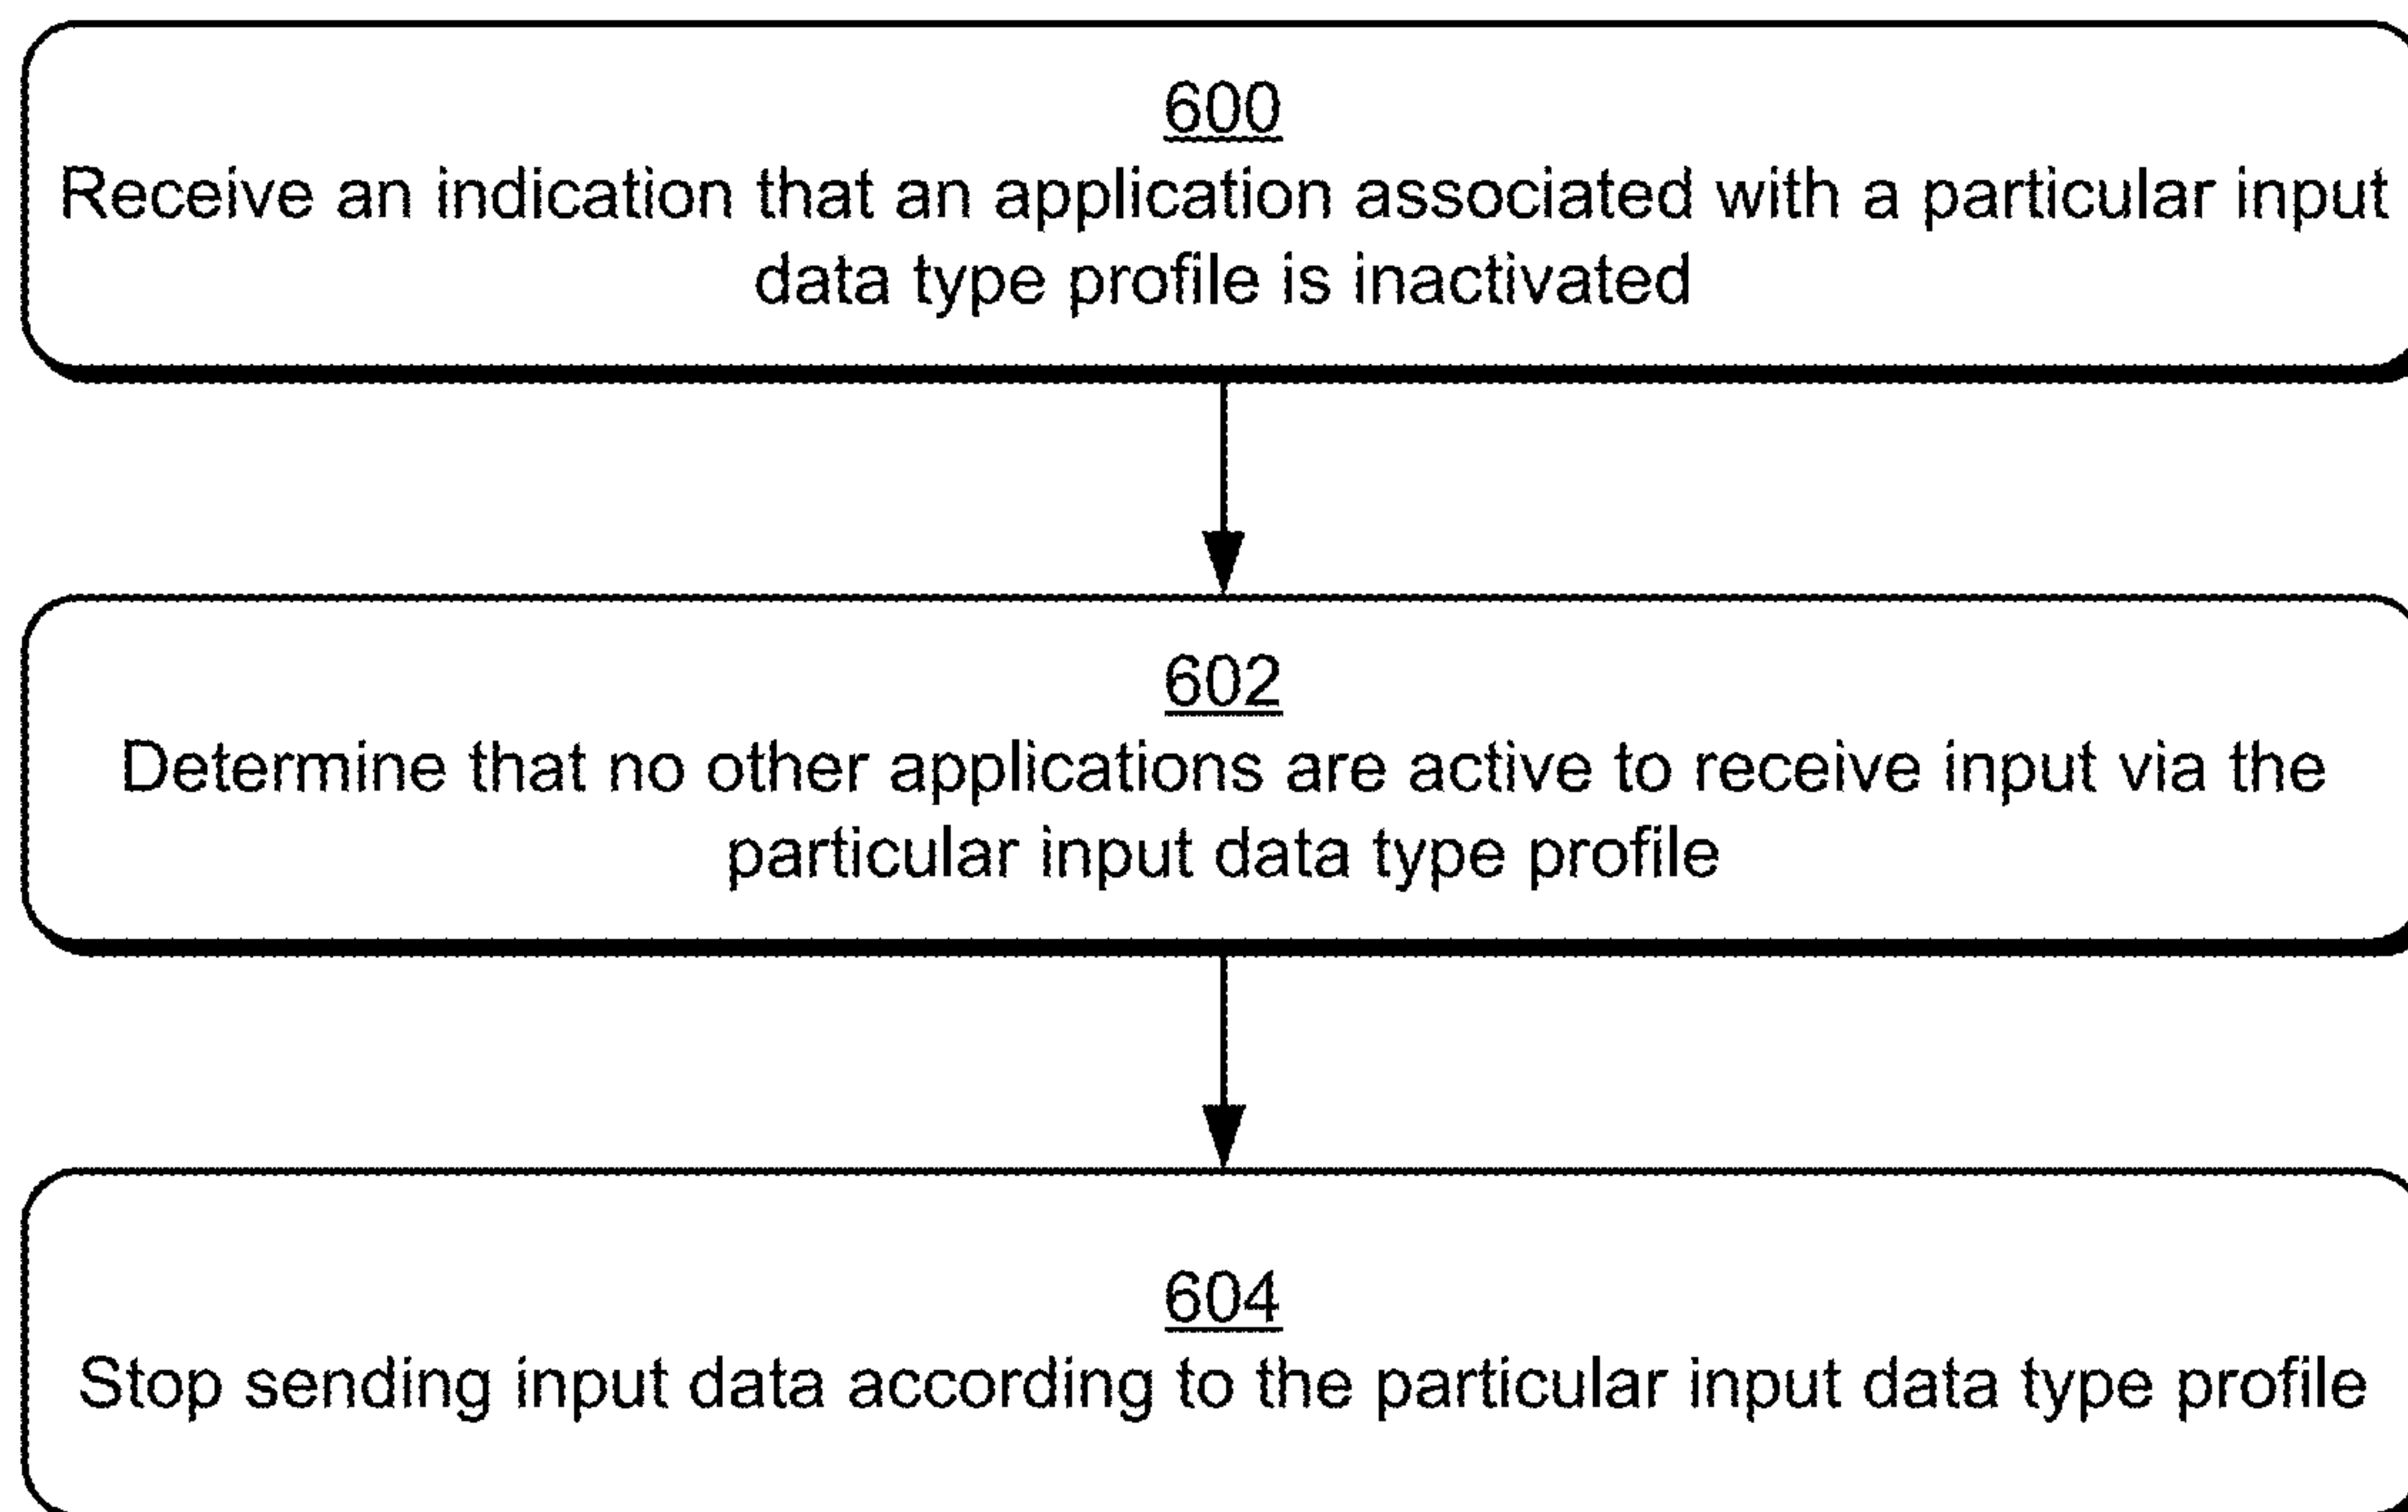 600
Receive an indication that an application associated with a particular input
data type profile is inactivated
602
Determine that no other applications are active to receive input via the
particular input data type profile
604
Stop sending input data according to the particular input data type profile